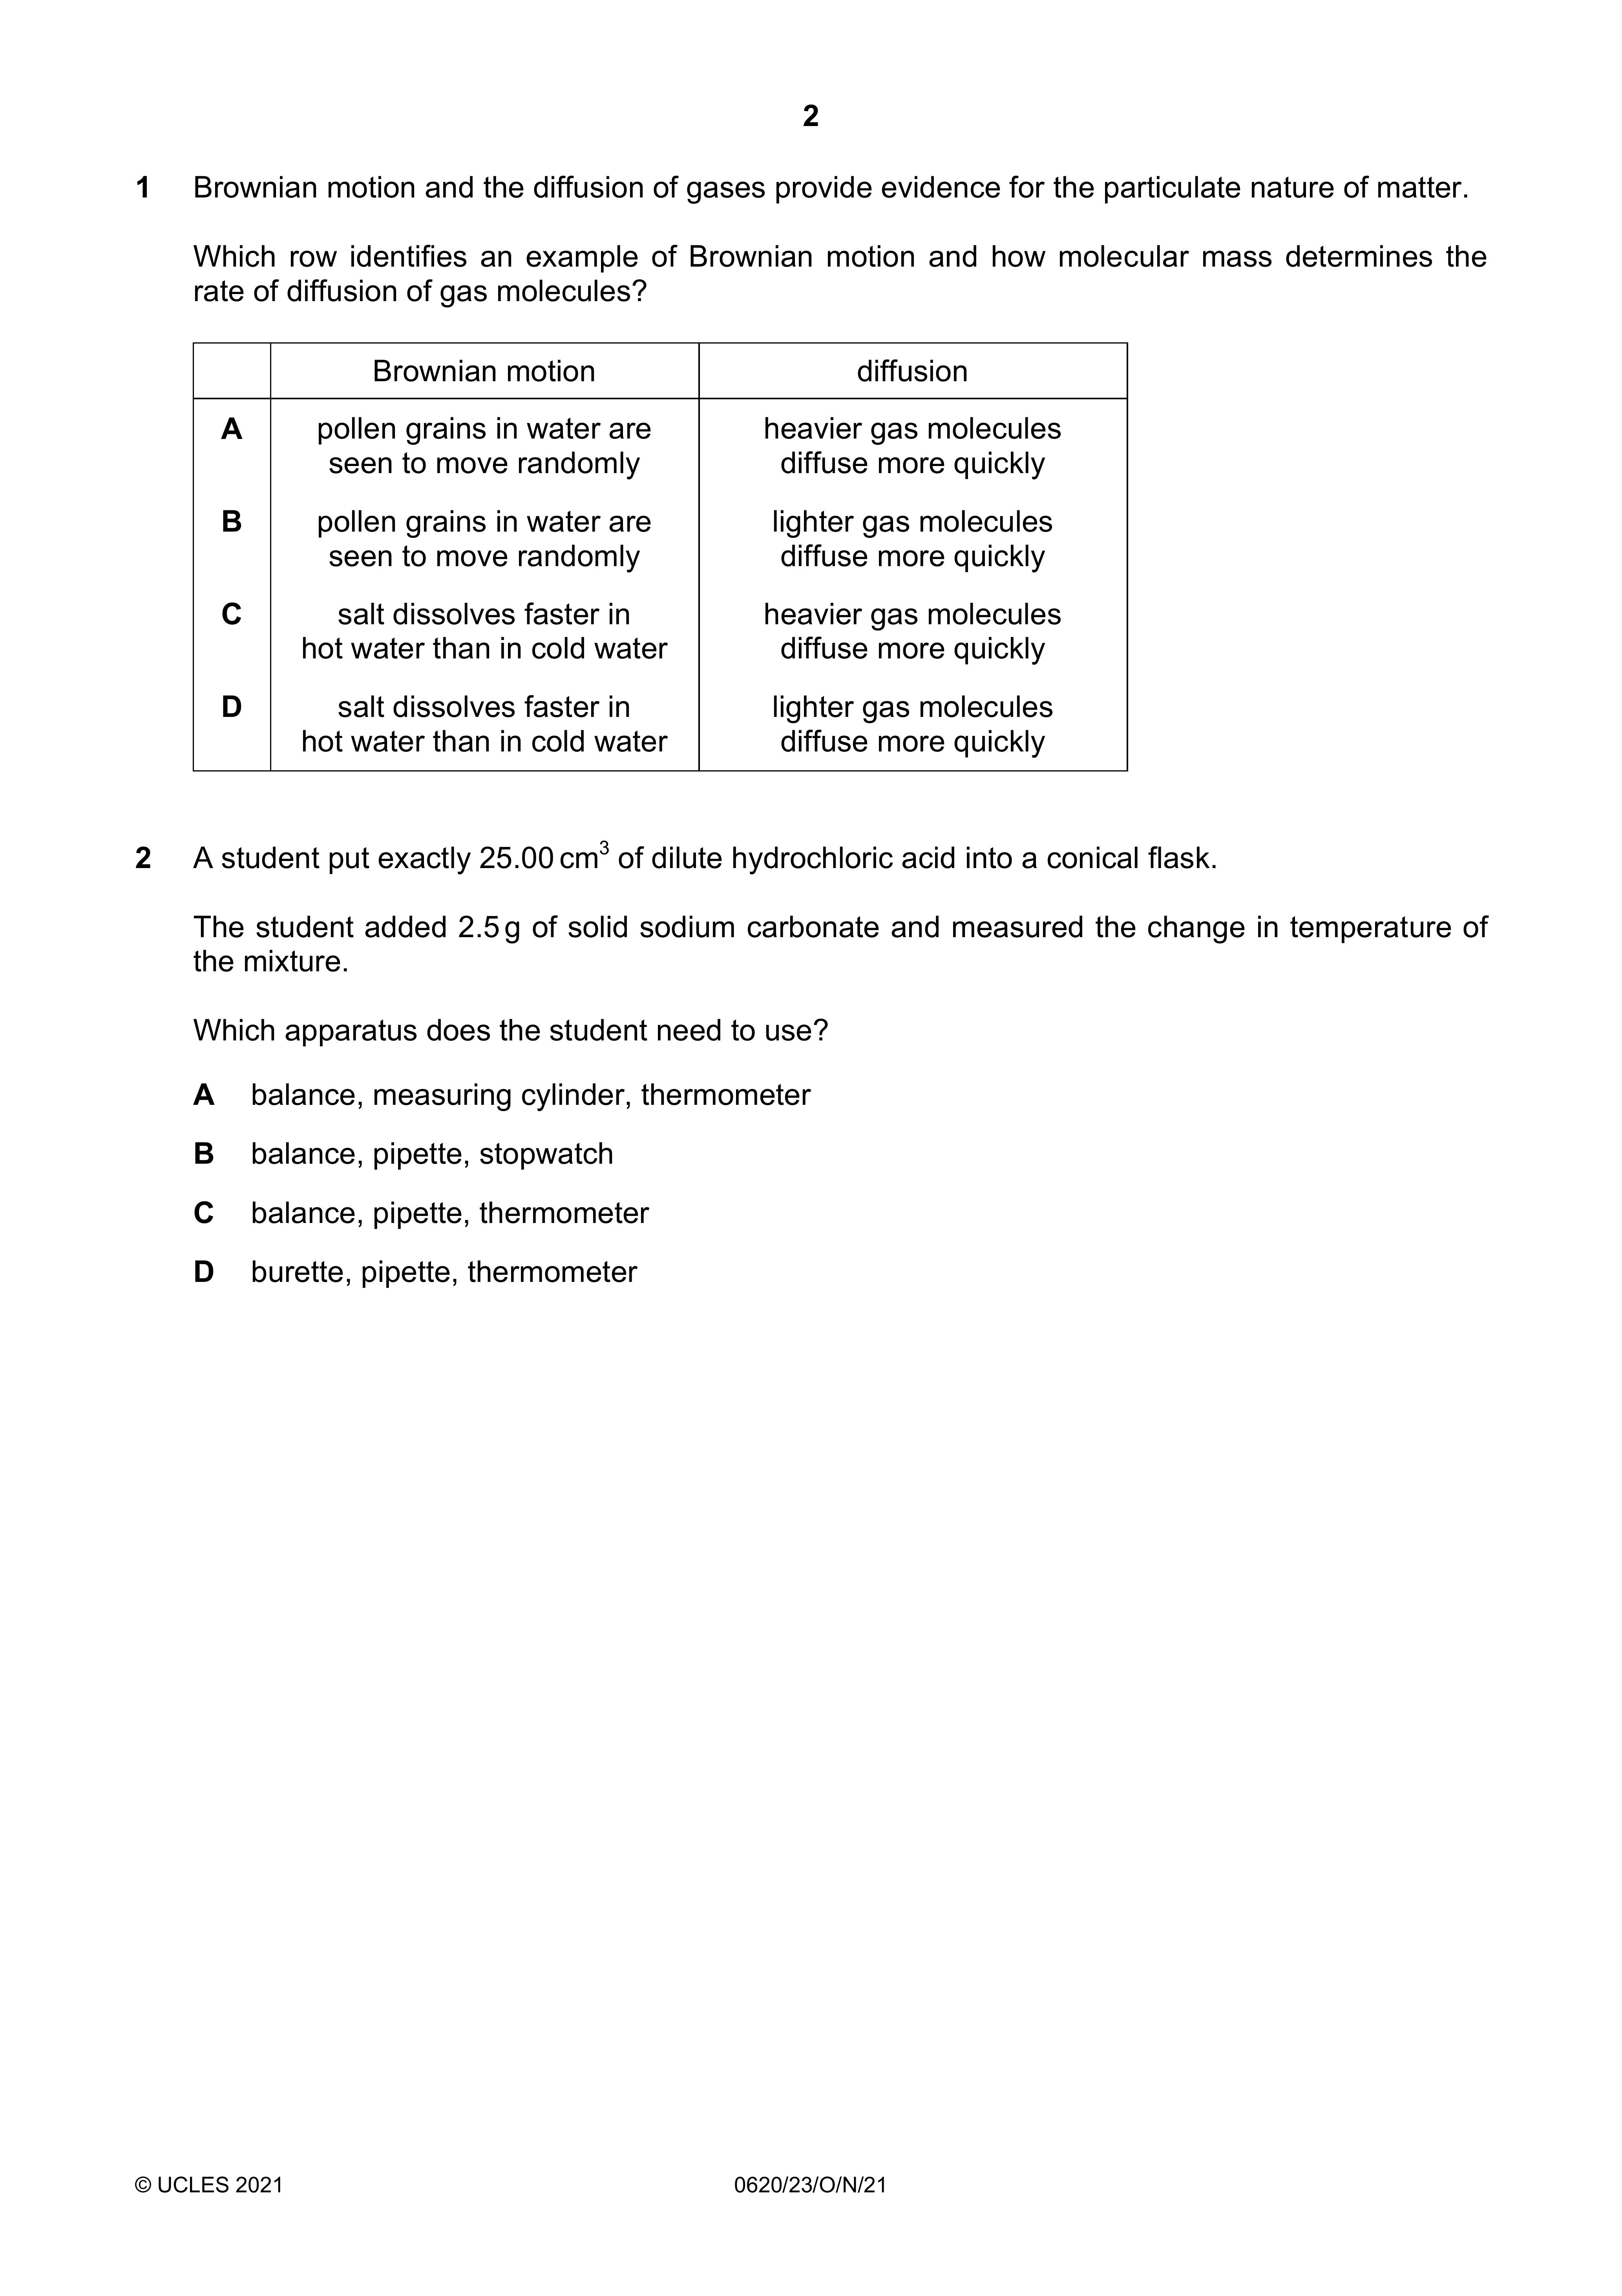 2
1 Brownian motion and the diffusion of gases provide evidence for the particulate nature of matter.
Which row identifies an example of Brownian motion and how molecular mass determines the
rate of diffusion of gas molecules?
Brownian motion diffusion
A pollen grains in water are seen to move randomly heavier gas molecules diffuse more quickly
B pollen grains in water are seen to move randomly lighter gas molecules diffuse more quickly
C salt dissolves faster in hot water than in cold water heavier gas molecules diffuse more quickly
D salt dissolves faster in hot water than in cold water lighter gas molecules diffuse more quickly
2 A student put exactly 25.00 cm³ of dilute hydrochloric acid into a conical flask.
The student added 2.5 g of solid sodium carbonate and measured the change in temperature of
the mixture.
Which apparatus does the student need to use?
A balance, measuring cylinder, thermometer
B balance, pipette, stopwatch
C balance, pipette, thermometer
D burette, pipette, thermometer
© UCLES 2021 0620/23/O/N/21